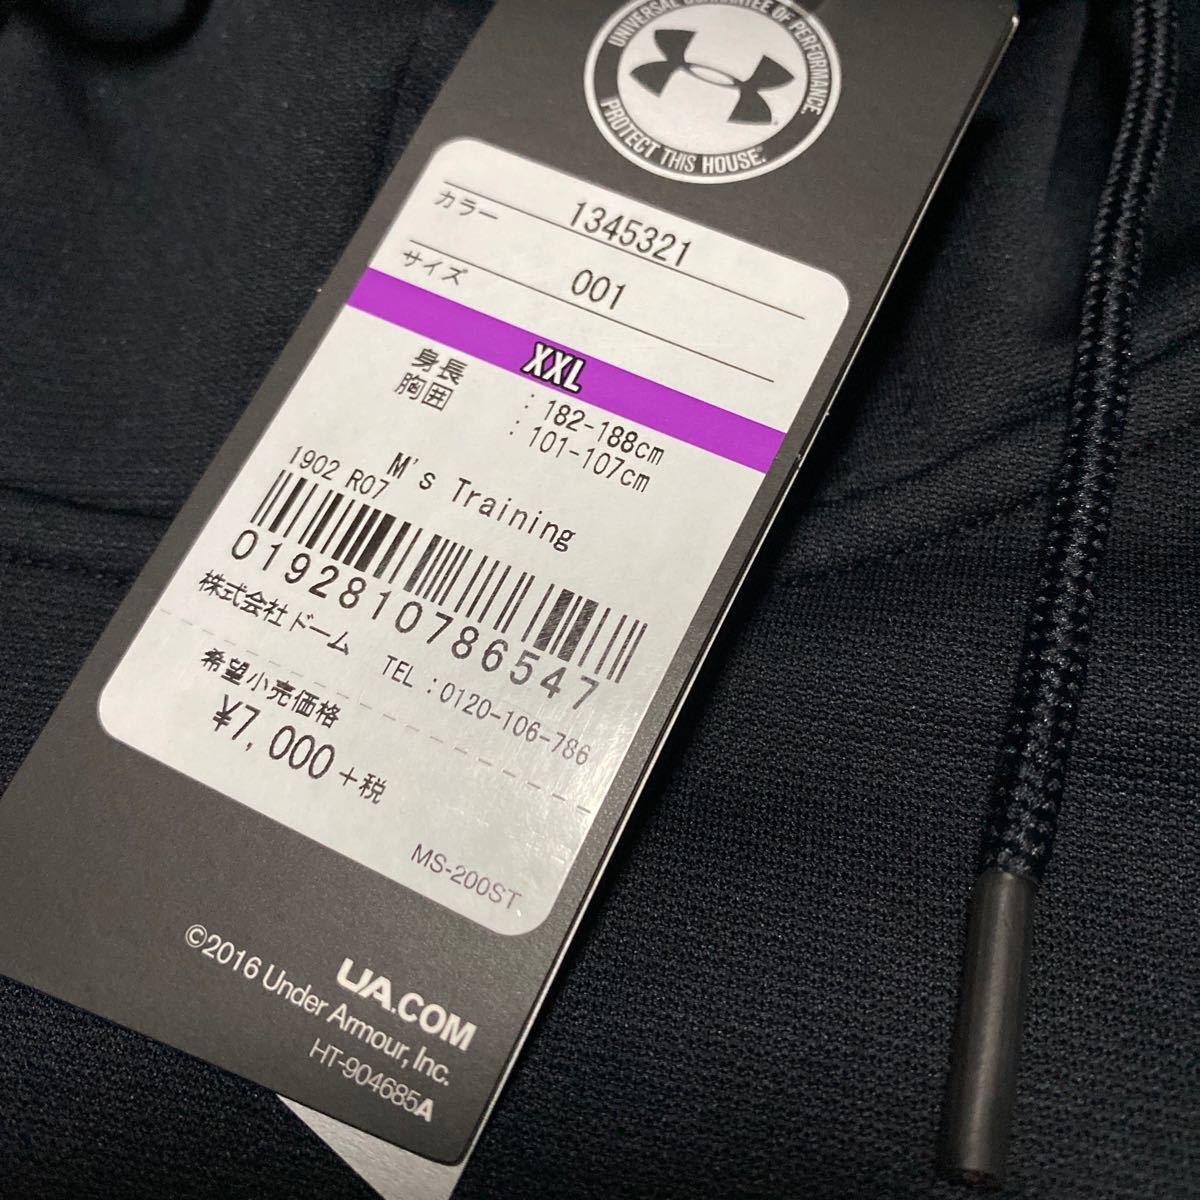 UNIVERSAL GUARANTEE OF PERFORMANCE.
PROTECT THIS HOUSE.®
1345321
カラー 001
サイズ XXL
身長 : 182-188cm
胸囲 : 101-107cm
M's Training
1902 R07
0192810786547
株式会社ドーム TEL:0120-106-786
希望小売価格
¥7,000+税
MS-200ST
UA.COM
©2016 Under Armour, Inc.
HT-904685A